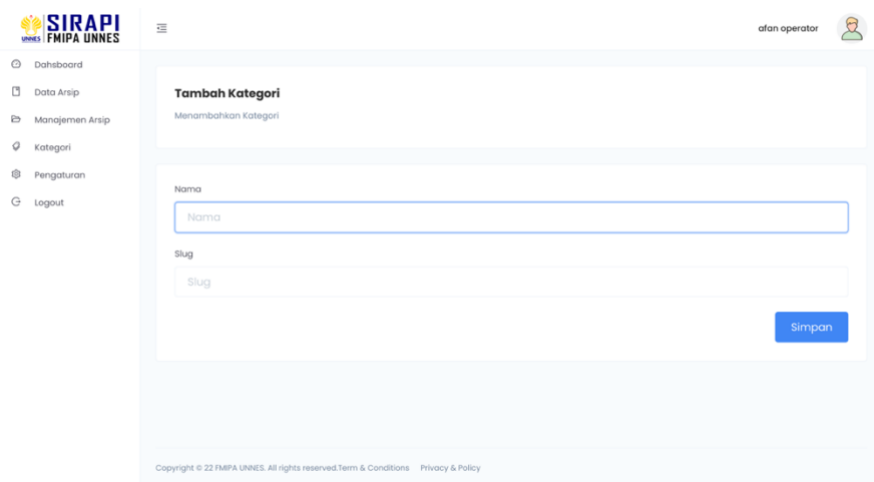 SIRAPI
UNNES FMIPA UNNES
afan operator
Dahsboard
Data Arsip
Manajemen Arsip
Kategori
Pengaturan
Logout
Tambah Kategori
Menambahkan Kategori
Nama
Nama
Slug
Slug
Simpan
Copyright © 22 FMIPA UNNES. All rights reserved.Term & Conditions Privacy & Policy